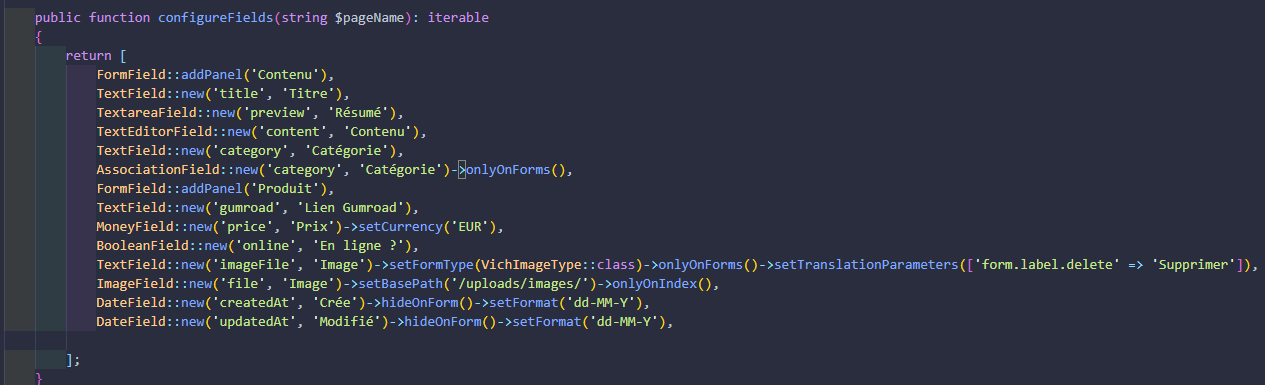 public function configureFields(string $pageName): iterable
{
return [
FormField::addPanel('Contenu'),
TextField::new('title', 'Titre'),
TextareaField::new('preview', 'Résumé'),
TextEditorField::new('content', 'Contenu'),
TextField::new('category', 'Catégorie'),
AssociationField::new('category', 'Catégorie')->onlyOnForms(),
FormField::addPanel('Produit'),
TextField::new('gumroad', 'Lien Gumroad'),
MoneyField::new('price', 'Prix')->setCurrency('EUR'),
BooleanField::new('online', 'En ligne ?'),
TextField::new('imageFile', 'Image')->setFormType(VichImageType::class)->onlyOnForms()->setTranslationParameters(['form.label.delete' => 'Supprimer']),
ImageField::new('file', 'Image')->setBasePath('/uploads/images/')->onlyOnIndex(),
DateField::new('createdAt', 'Crée')->hideOnForm()->setFormat('dd-MM-Y'),
DateField::new('updatedAt', 'Modifié')->hideOnForm()->setFormat('dd-MM-Y'),
];
}